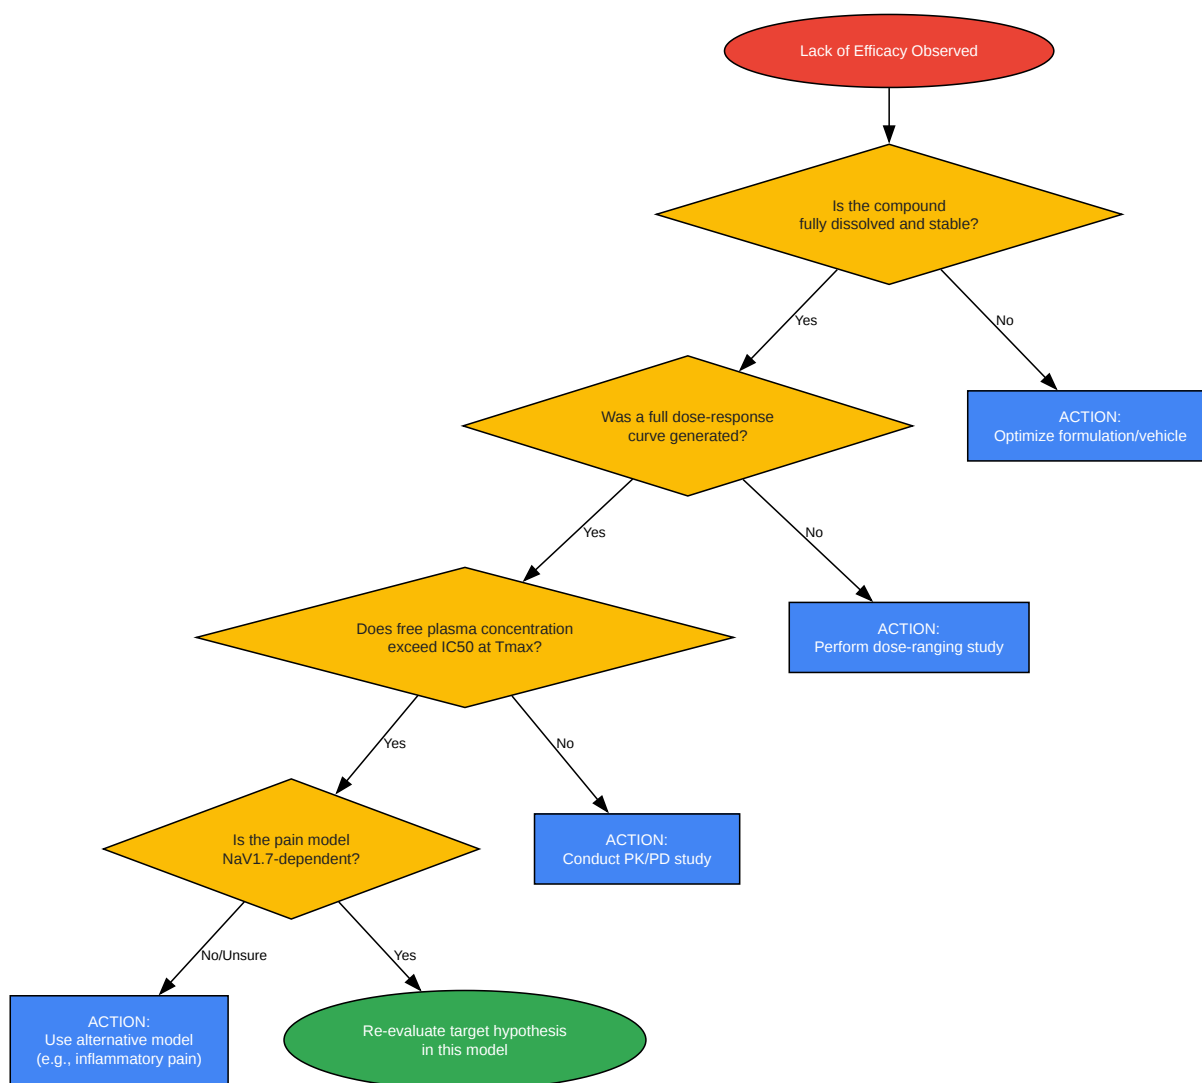 Lack of Efficacy Observed
Is the compound
fully dissolved and stable?
Yes
No
Was a full dose-response
curve generated?
ACTION:
Optimize formulation/vehicle
Yes
No
Does free plasma concentration
exceed IC50 at Tmax?
ACTION:
Perform dose-ranging study
Yes
No
Is the pain model
NaV1.7-dependent?
ACTION:
Conduct PK/PD study
No/Unsure
Yes
ACTION:
Use alternative model
(e.g., inflammatory pain)
Re-evaluate target hypothesis
in this model